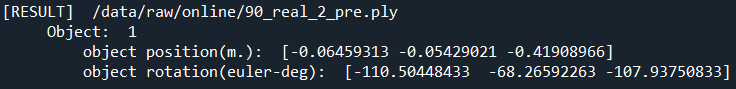 [RESULT]  /data/raw/online/90_real_2_pre.ply
Object:  1
object position(m.):  [-0.06459313 -0.05429021 -0.41908966]
object rotation(euler-deg):  [-110.50448433  -68.26592263 -107.93750833]